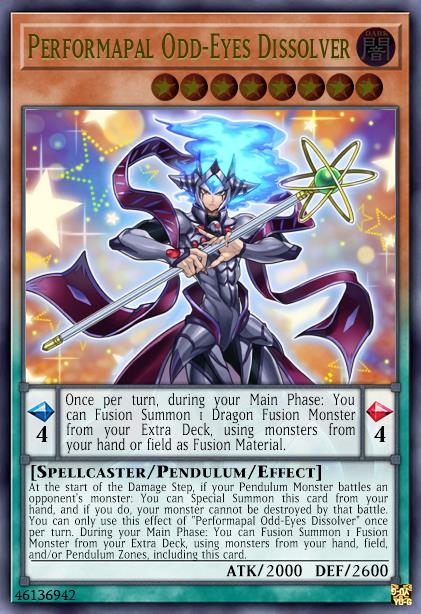 PERFORMAPAL ODD-EYES DISSOLVER
DARK
闇
Once per turn, during your Main Phase: You
can Fusion Summon 1 Dragon Fusion Monster
from your Extra Deck, using monsters from
your hand or field as Fusion Material.
4
4
[SPELLCASTER/PENDULUM/EFFECT]
At the start of the Damage Step, if your Pendulum Monster battles an
opponent's monster: You can Special Summon this card from your
hand, and if you do, your monster cannot be destroyed by that battle.
You can only use this effect of "Performapal Odd-Eyes Dissolver" once
per turn. During your Main Phase: You can Fusion Summon 1 Fusion
Monster from your Extra Deck, using monsters from your hand, field,
and/or Pendulum Zones, including this card.
ATK/2000 DEF/2600
46136942